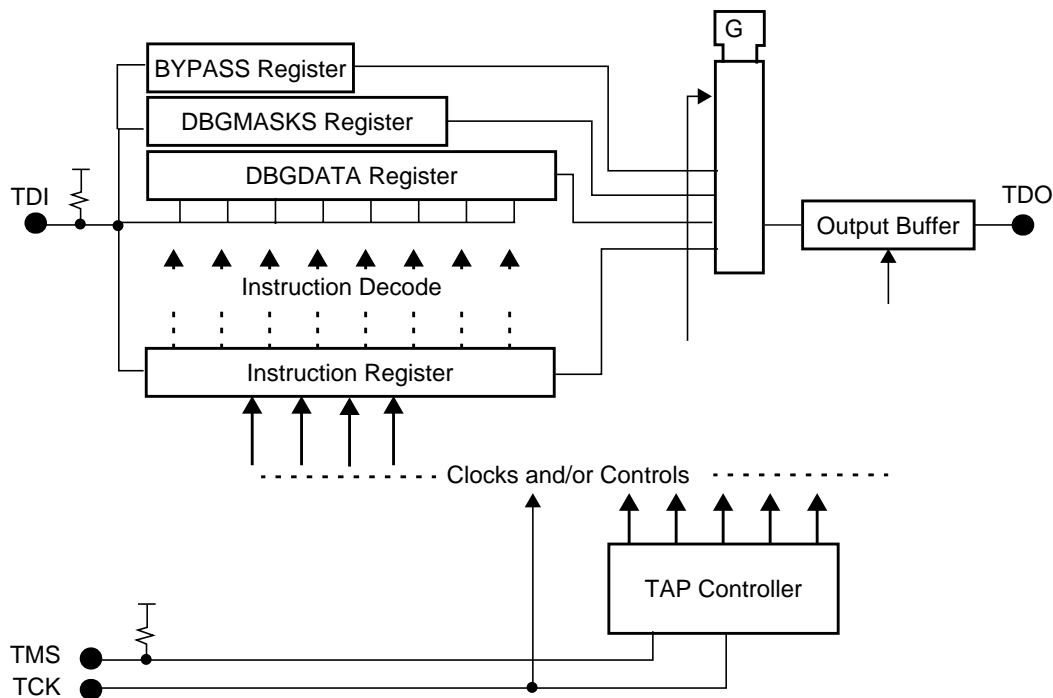 G
BYPASS Register
DBGMASKS Register
DBGDATA Register
TDI
TDO
Output Buffer
Instruction Decode
Instruction Register
Clocks and/or Controls
TAP Controller
TMS
TCK